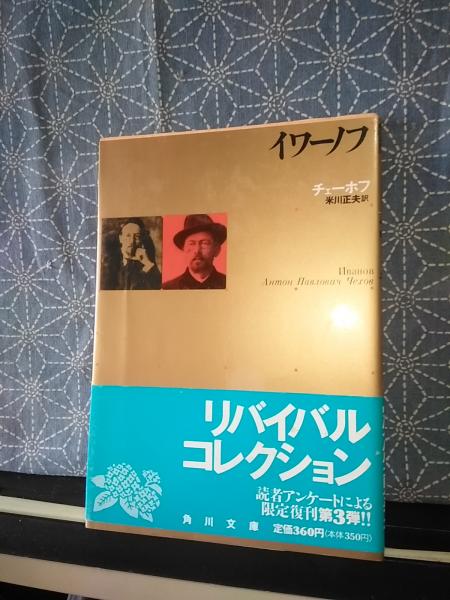 イワーノフ
チェーホフ
米川正夫訳
Иванов
Антон Павлович Чехов
リバイバル
コレクション
読者アンケートによる
限定復刊第3弾!!
角川文庫 定価360円(本体350円)